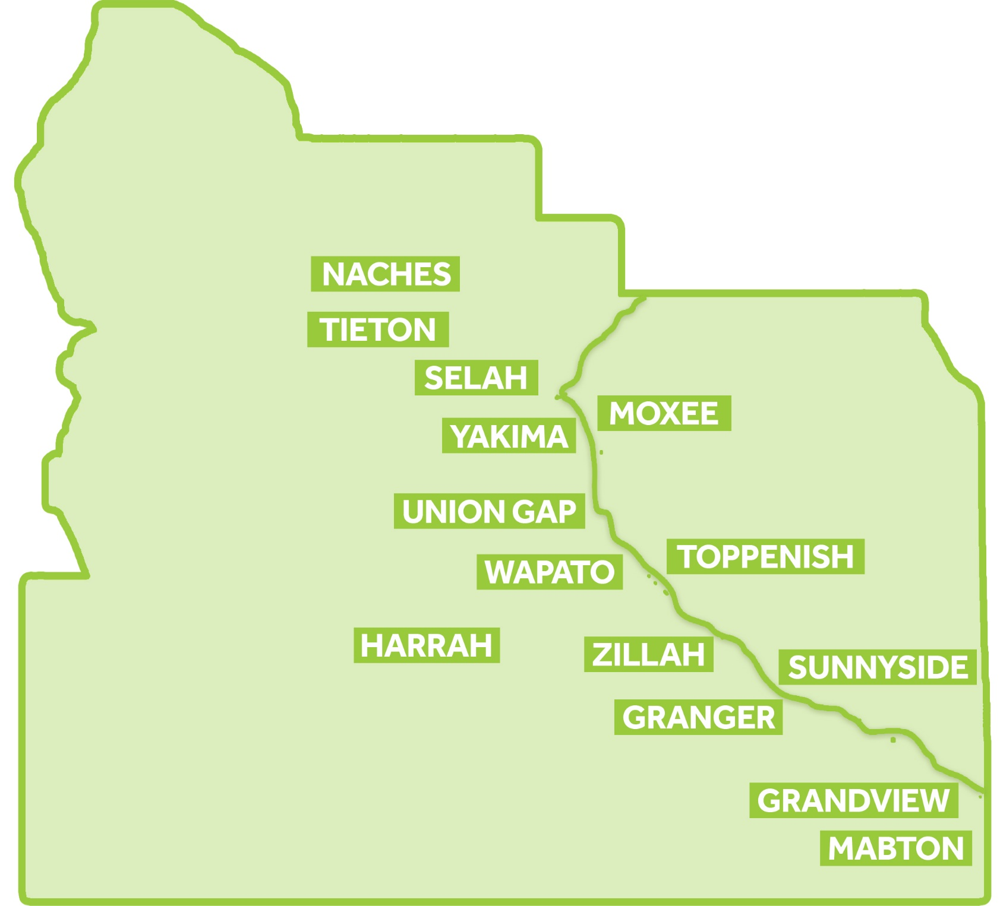 NACHES
TIETON
SELAH
MOXEE
YAKIMA
UNION GAP
TOPPENISH
WAPATO
HARRAH
ZILLAH
SUNNYSIDE
GRANGER
GRANDVIEW
MABTON